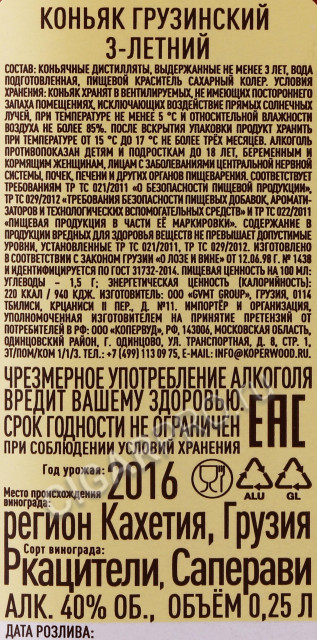 КОНЬЯК ГРУЗИНСКИЙ
3-ЛЕТНИЙ
СОСТАВ: КОНЬЯЧНЫЕ ДИСТИЛЛЯТЫ, ВЫДЕРЖАННЫЕ НЕ МЕНЕЕ 3 ЛЕТ, ВОДА
ПОДГОТОВЛЕННАЯ, ПИЩЕВОЙ КРАСИТЕЛЬ САХАРНЫЙ КОЛЕР. УСЛОВИЯ
ХРАНЕНИЯ: КОНЬЯК ХРАНЯТ В ВЕНТИЛИРУЕМЫХ, НЕ ИМЕЮЩИХ ПОСТОРОННЕГО
ЗАПАХА ПОМЕЩЕНИЯХ, ИСКЛЮЧАЮЩИХ ВОЗДЕЙСТВИЕ ПРЯМЫХ СОЛНЕЧНЫХ
ЛУЧЕЙ, ПРИ ТЕМПЕРАТУРЕ НЕ МЕНЕЕ 5 °С И ОТНОСИТЕЛЬНОЙ ВЛАЖНОСТИ
ВОЗДУХА НЕ БОЛЕЕ 85%. ПОСЛЕ ВСКРЫТИЯ УПАКОВКИ ПРОДУКТ ХРАНИТЬ
ПРИ ТЕМПЕРАТУРЕ ОТ 15 °С ДО 17 °С НЕ БОЛЕЕ ТРЁХ МЕСЯЦЕВ. АЛКОГОЛЬ
ПРОТИВОПОКАЗАН ДЕТЯМ И ПОДРОСТКАМ ДО 18 ЛЕТ, БЕРЕМЕННЫМ И
КОРМЯЩИМ ЖЕНЩИНАМ, ЛИЦАМ С ЗАБОЛЕВАНИЯМИ ЦЕНТРАЛЬНОЙ НЕРВНОЙ
СИСТЕМЫ, ПОЧЕК, ПЕЧЕНИ И ДРУГИХ ОРГАНОВ ПИЩЕВАРЕНИЯ. СООТВЕТСТВУЕТ
ТРЕБОВАНИЯМ ТР ТС 021/2011 «О БЕЗОПАСНОСТИ ПИЩЕВОЙ ПРОДУКЦИИ»,
ТР ТС 029/2012 «ТРЕБОВАНИЯ БЕЗОПАСНОСТИ ПИЩЕВЫХ ДОБАВОК, АРОМАТИ-
ЗАТОРОВ И ТЕХНОЛОГИЧЕСКИХ ВСПОМОГАТЕЛЬНЫХ СРЕДСТВ» И ТР ТС 022/2011
«ПИЩЕВАЯ ПРОДУКЦИЯ В ЧАСТИ ЕЁ МАРКИРОВКИ». СОДЕРЖАНИЕ В
ПРОДУКЦИИ ВРЕДНЫХ ДЛЯ ЗДОРОВЬЯ ВЕЩЕСТВ НЕ ПРЕВЫШАЕТ ДОПУСТИМЫЕ
УРОВНИ, УСТАНОВЛЕННЫЕ ТР ТС 021/2011, ТР ТС 029/2012. ИЗГОТОВЛЕНО
В СООТВЕТСТВИИ С ЗАКОНОМ ГРУЗИИ «О ЛОЗЕ И ВИНЕ» ОТ 12.06.98 Г. № 1438
И ИДЕНТИФИЦИРУЕТСЯ ПО ГОСТ 31732-2014. ПИЩЕВАЯ ЦЕННОСТЬ НА 100 МЛ:
УГЛЕВОДЫ – 1,5 Г; ЭНЕРГЕТИЧЕСКАЯ ЦЕННОСТЬ (КАЛОРИЙНОСТЬ):
220 ККАЛ / 940 КДЖ. ИЗГОТОВИТЕЛЬ: ООО «GWMT GROUP», ГРУЗИЯ, 0114
ТБИЛИСИ, КРЦАНИСИ II ПЕР., Д. №11. ИМПОРТЁР И ОРГАНИЗАЦИЯ,
УПОЛНОМОЧЕННАЯ ИЗГОТОВИТЕЛЕМ НА ПРИНЯТИЕ ПРЕТЕНЗИЙ ОТ
ПОТРЕБИТЕЛЕЙ В РФ: ООО «КОПЕРВУД», РФ, 143006, МОСКОВСКАЯ ОБЛАСТЬ,
ОДИНЦОВСКИЙ РАЙОН, Г. ОДИНЦОВО, УЛ. ТРАНСПОРТНАЯ, Д. 8, СТР. 1,
ЭТ/ПОМ/КОМ 1/1/3. ТЕЛ.: +7 (499) 113 09 75, E-MAIL: INFO@KOPERWOOD.RU.
ЧРЕЗМЕРНОЕ УПОТРЕБЛЕНИЕ АЛКОГОЛЯ
ВРЕДИТ ВАШЕМУ ЗДОРОВЬЮ.
СРОК ГОДНОСТИ НЕ ОГРАНИЧЕН
ПРИ СОБЛЮДЕНИИ УСЛОВИЙ ХРАНЕНИЯ
ЕАС
Год урожая: 2016
ALU GL
Место происхождения
винограда:
регион Кахетия, Грузия
Сорт винограда:
Ркацители, Саперави
АЛК. 40% ОБ., ОБЪЁМ 0,25 Л
ДАТА РОЗЛИВА: